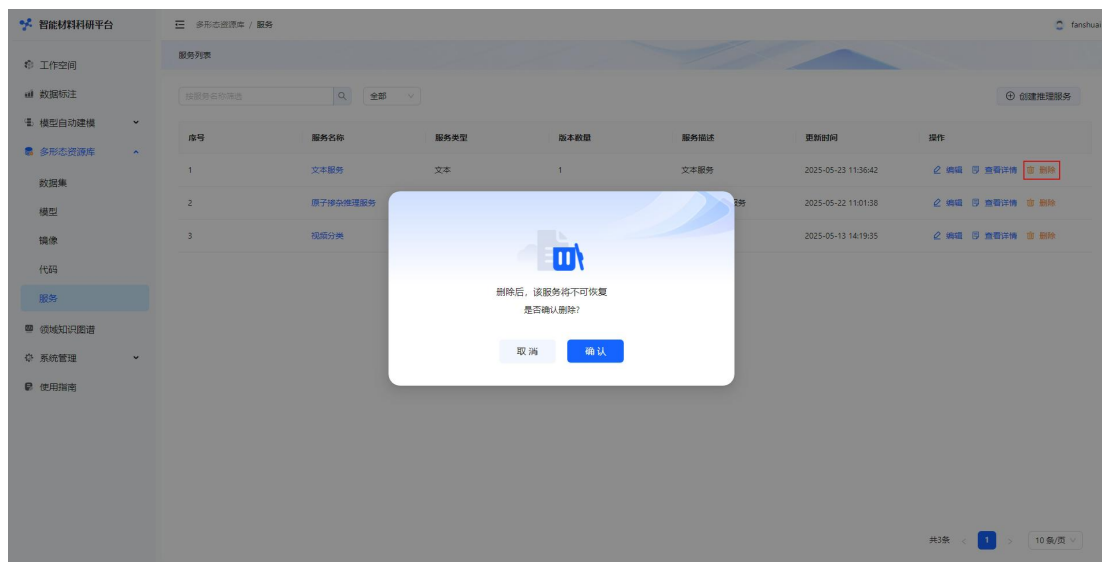 智能材料科研平台
多形态资源库 / 服务
fanshuai
工作空间
数据标注
模型自动建模
多形态资源库
数据集
模型
镜像
代码
服务
领域知识图谱
系统管理
使用指南
服务列表
按服务名称筛选
全部
创建推理服务
序号 服务名称 服务类型 版本数量 服务描述 更新时间 操作
1 文本服务 文本 1 文本服务 2025-05-23 11:36:42 编辑 查看详情 删除
2 原子掺杂推理服务 服务 2025-05-22 11:01:38 编辑 查看详情 删除
3 视频分类 2025-05-13 14:19:35 编辑 查看详情 删除
删除后，该服务将不可恢复
是否确认删除?
取 消 确 认
共3条 < 1 > 10 条/页